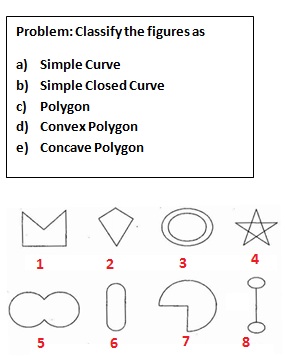 Problem: Classify the figures as
a) Simple Curve
b) Simple Closed Curve
c) Polygon
d) Convex Polygon
e) Concave Polygon
1 2 3 4
5 6 7 8